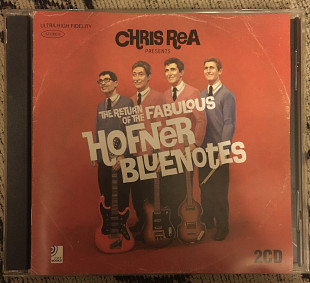 ULTRA HIGH FIDELITY
STEREO
CHRIS REA
PRESENTS
THE RETURN
OF THE FABULOUS
HOFNER
BLUENOTES
2CD